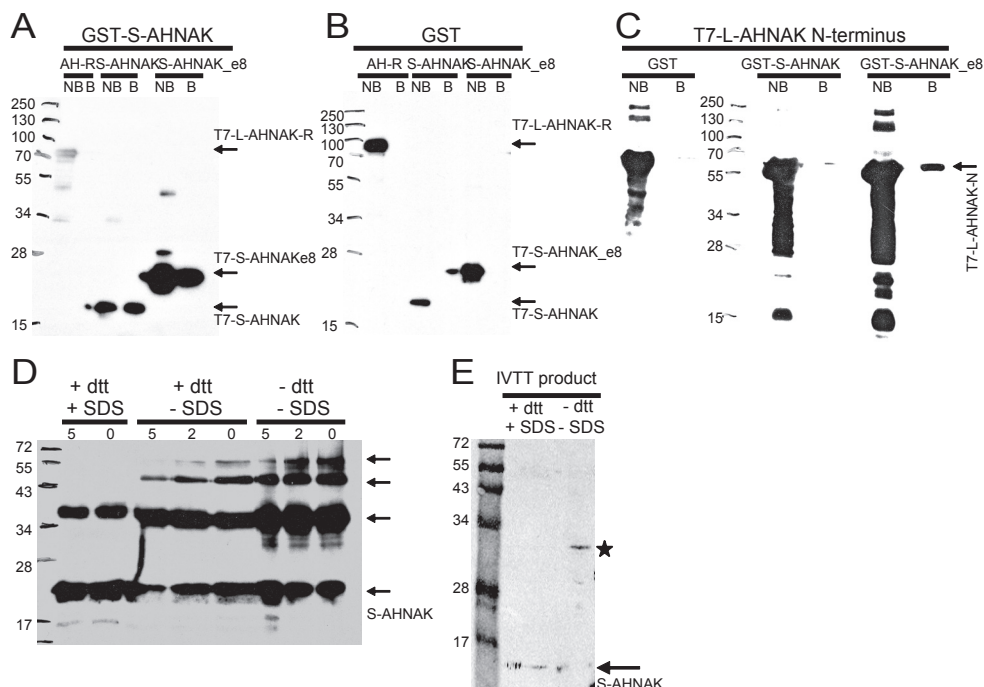 A
GST-S-AHNAK
AH-R S-AHNAK S-AHNAK_e8
NB B NB B NB B
250
130
100
70
55
34
28
15
T7-L-AHNAK-R
T7-S-AHNAKe8
T7-S-AHNAK
B
GST
AH-R S-AHNAK S-AHNAK_e8
NB B NB B NB B
250
130
100
70
55
34
28
15
T7-L-AHNAK-R
T7-S-AHNAK_e8
T7-S-AHNAK
C
T7-L-AHNAK N-terminus
GST GST-S-AHNAK GST-S-AHNAK_e8
NB B NB B NB B
250
130
100
70
55
34
28
15
T7-L-AHNAK-N
D
+ dtt + dtt - dtt
+ SDS - SDS - SDS
5 0 5 2 0 5 2 0
72
55
43
34
28
17
S-AHNAK
E
IVTT product
+ dtt - dtt
+ SDS - SDS
72
55
43
34
28
17
S-AHNAK